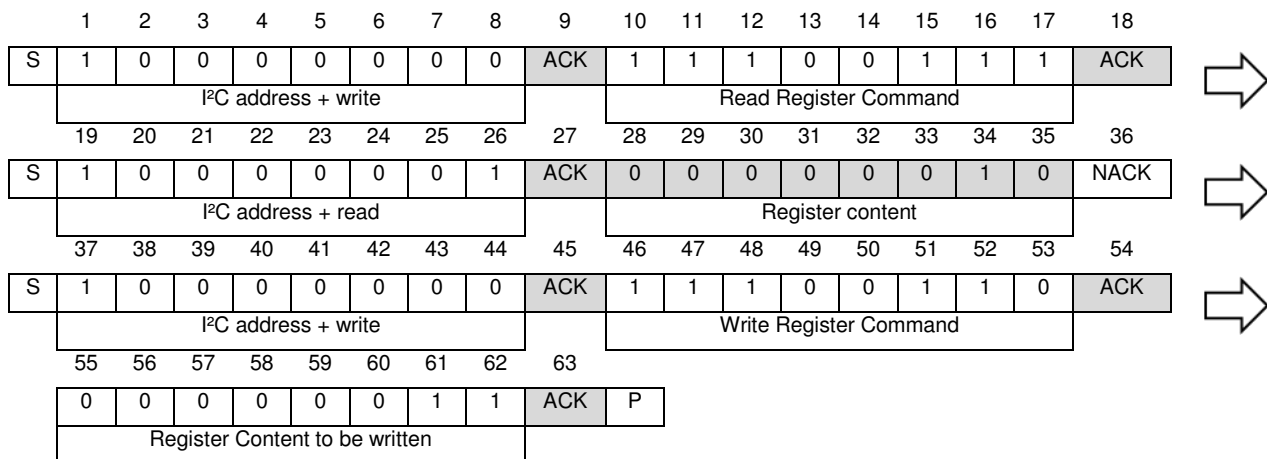 1 2 3 4 5 6 7 8 9 10 11 12 13 14 15 16 17 18
S 1 0 0 0 0 0 0 0 ACK 1 1 1 0 0 1 1 1 ACK
I²C address + write Read Register Command
19 20 21 22 23 24 25 26 27 28 29 30 31 32 33 34 35 36
S 1 0 0 0 0 0 0 1 ACK 0 0 0 0 0 0 1 0 NACK
I²C address + read Register content
37 38 39 40 41 42 43 44 45 46 47 48 49 50 51 52 53 54
S 1 0 0 0 0 0 0 0 ACK 1 1 1 0 0 1 1 0 ACK
I²C address + write Write Register Command
55 56 57 58 59 60 61 62 63
0 0 0 0 0 0 1 1 ACK P
Register Content to be written